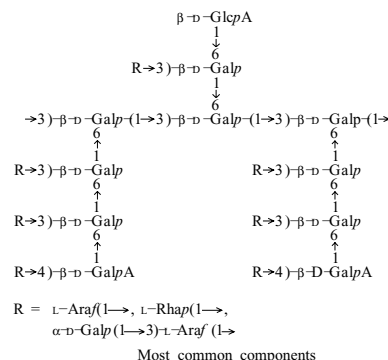 β-D-GlcpA
1
↓
6
R→3)-β-D-Galp
1
↓
6
→3)-β-D-Galp-(1→3)-β-D-Galp-(1→3)-β-D-Galp-(1→
6 6
↑ ↑
1 1
R→3)-β-D-Galp R→3)-β-D-Galp
6 6
↑ ↑
1 1
R→3)-β-D-Galp R→3)-β-D-Galp
6 6
↑ ↑
1 1
R→4)-β-D-GalpA R→4)-β-D-GalpA
R = L-Araf(1→, L-Rhap(1→,
α-D-Galp(1→3)-L-Araf (1→
Most common components